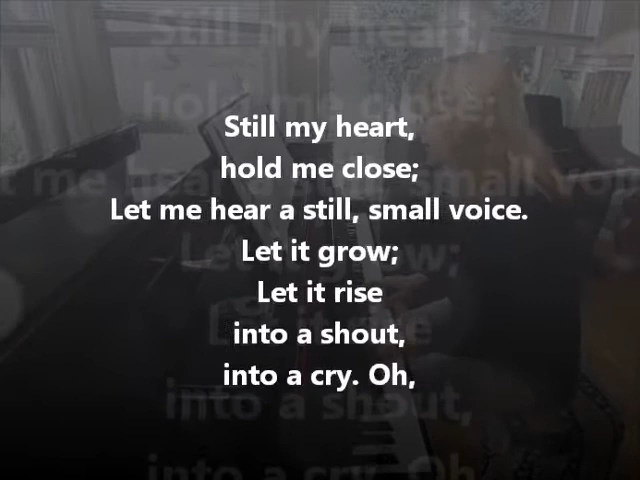 Still my heart,
hold me close;
Let me hear a still, small voice.
Let it grow;
Let it rise
into a shout,
into a cry. Oh,